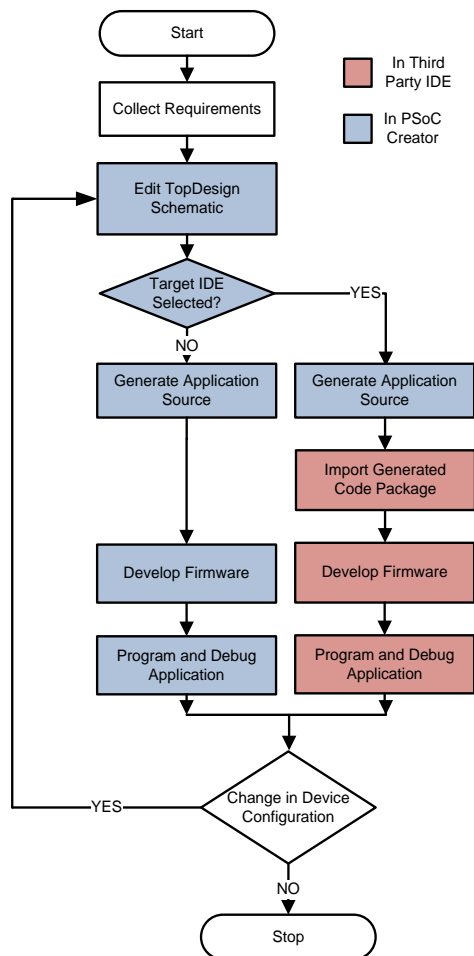 Start
In Third
Party IDE
Collect Requirements
In PSoC
Creator
Edit TopDesign
Schematic
Target IDE
Selected?
YES
NO
Generate Application
Source
Generate Application
Source
Import Generated
Code Package
Develop Firmware
Develop Firmware
Program and Debug
Application
Program and Debug
Application
Change in Device
Configuration
YES
NO
Stop